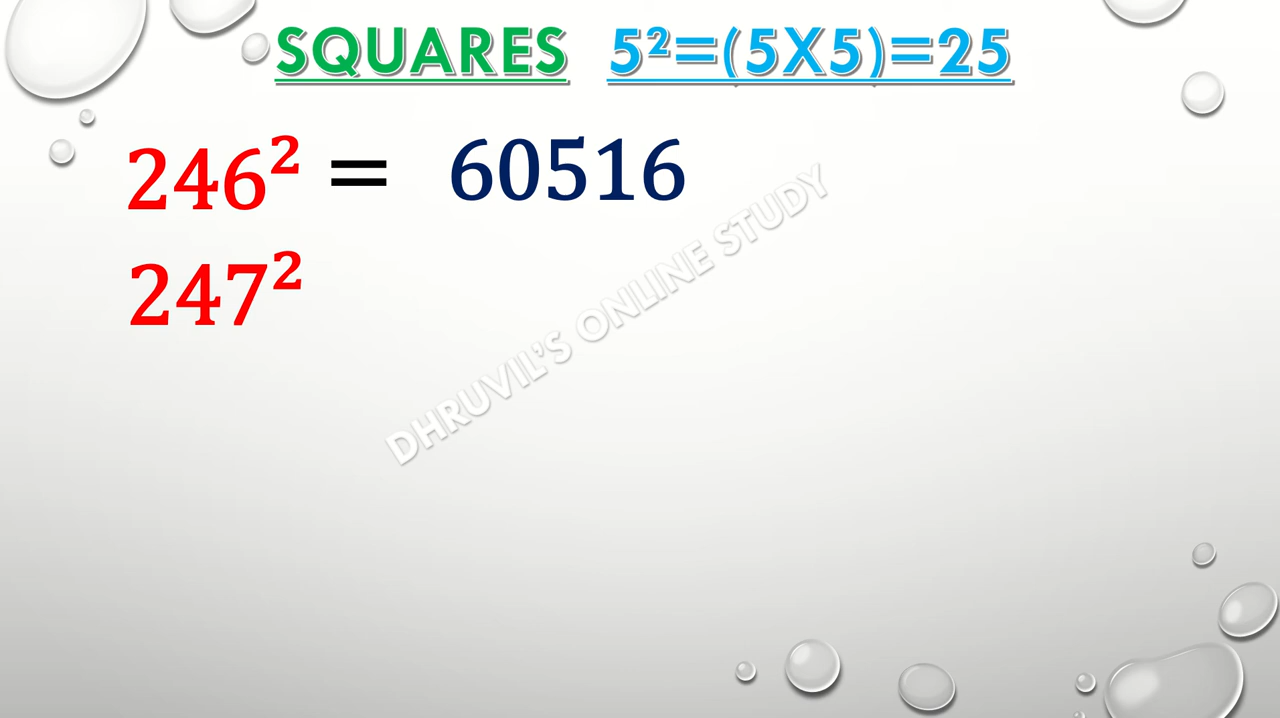 SQUARES 5²=(5X5)=25
246² = 60516
247²
DHRUVIL'S ONLINE STUDY